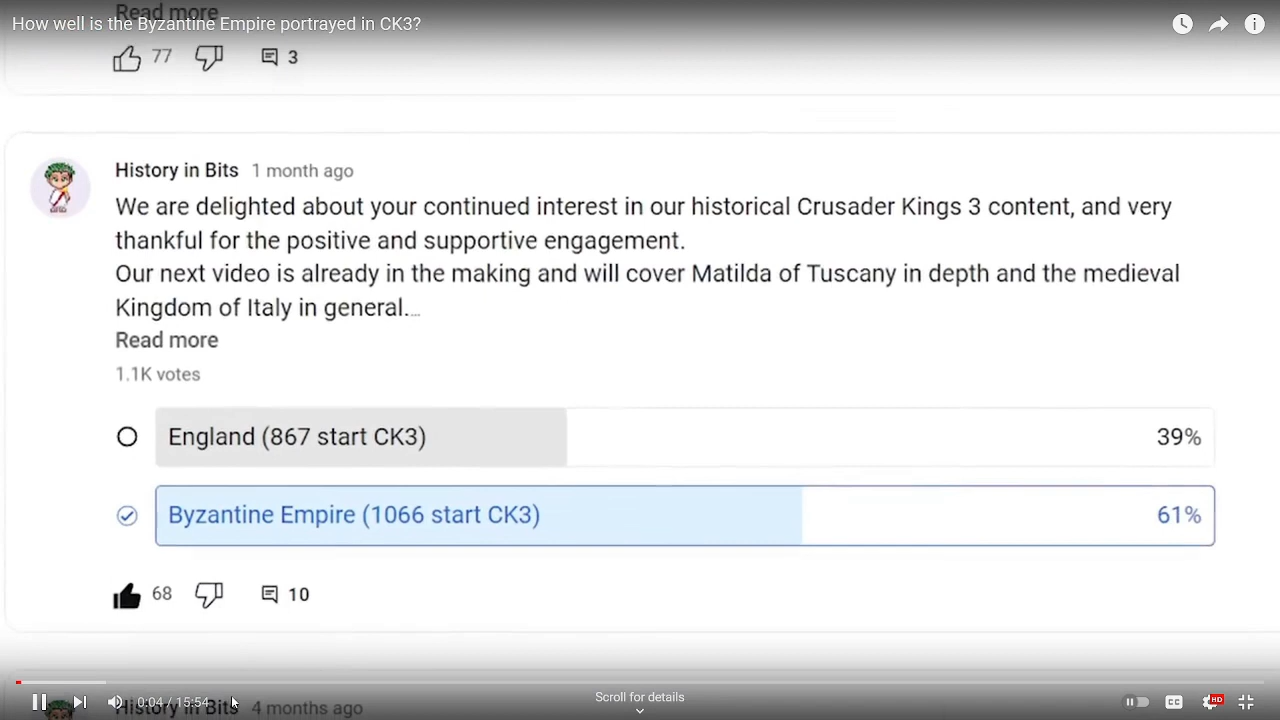 Read more
How well is the Byzantine Empire portrayed in CK3?
77 3
History in Bits 1 month ago
We are delighted about your continued interest in our historical Crusader Kings 3 content, and very
thankful for the positive and supportive engagement.
Our next video is already in the making and will cover Matilda of Tuscany in depth and the medieval
Kingdom of Italy in general....
Read more
1.1K votes
England (867 start CK3) 39%
Byzantine Empire (1066 start CK3) 61%
68 10
Scroll for details
0:04 / 15:54 CC HD
History in Bits 4 months ago